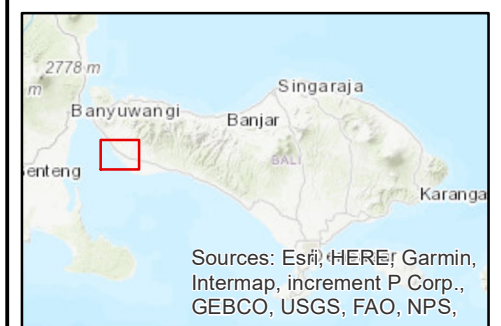 2778 m
m
Singaraja
Banyuwangi
Banjar
BALI
enteng
Karanga
Sources: Esri, HERE, Garmin,
Intermap, increment P Corp.,
GEBCO, USGS, FAO, NPS,